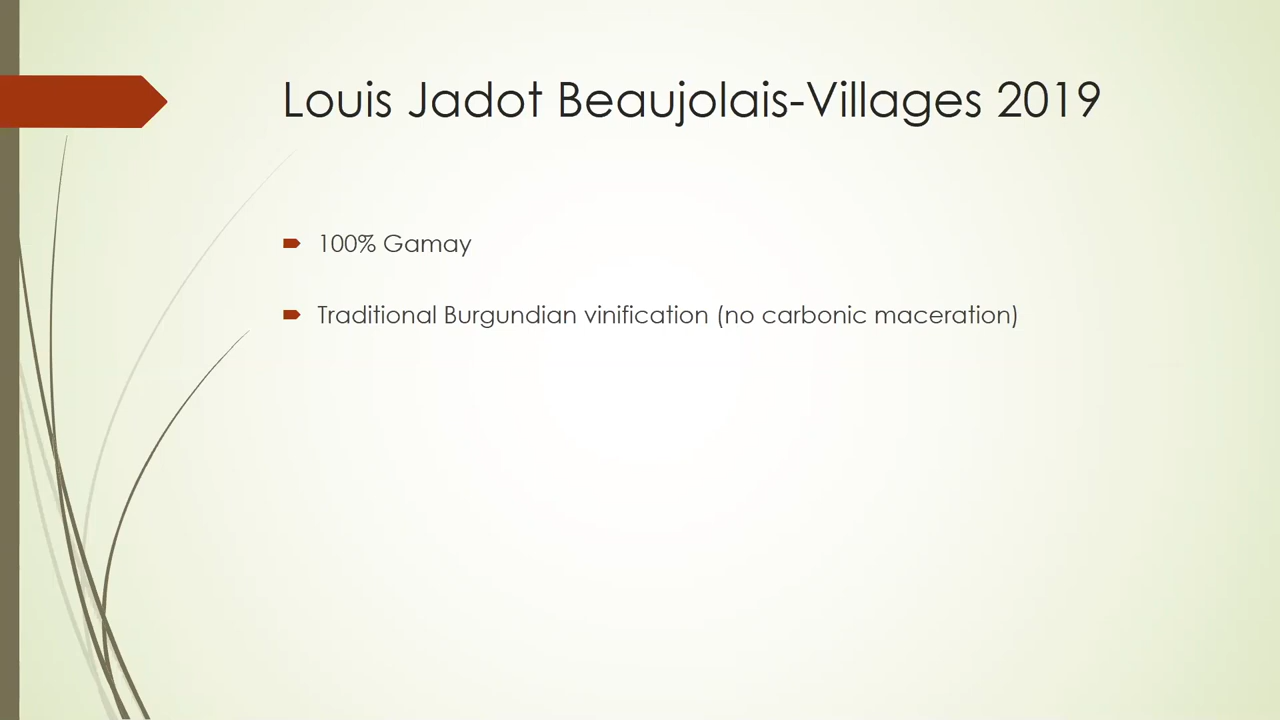 Louis Jadot Beaujolais-Villages 2019
100% Gamay
Traditional Burgundian vinification (no carbonic maceration)